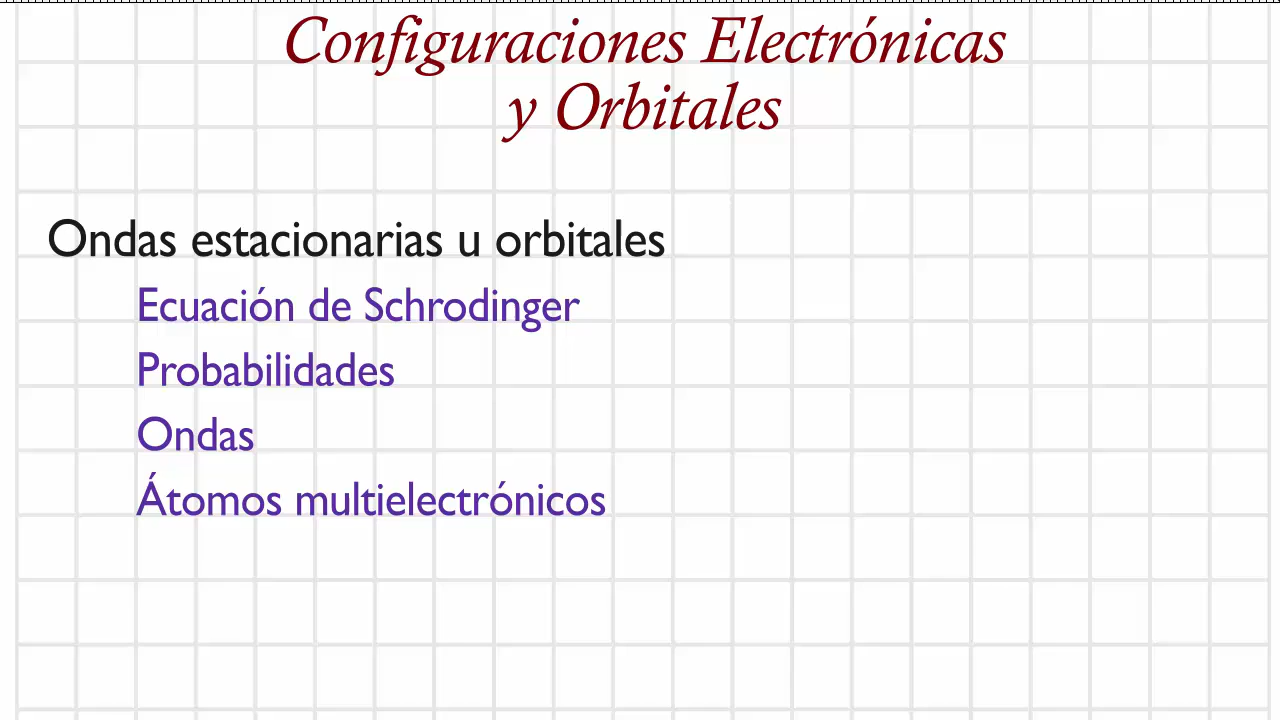 Configuraciones Electrónicas
y Orbitales
Ondas estacionarias u orbitales
Ecuación de Schrodinger
Probabilidades
Ondas
Átomos multielectrónicos